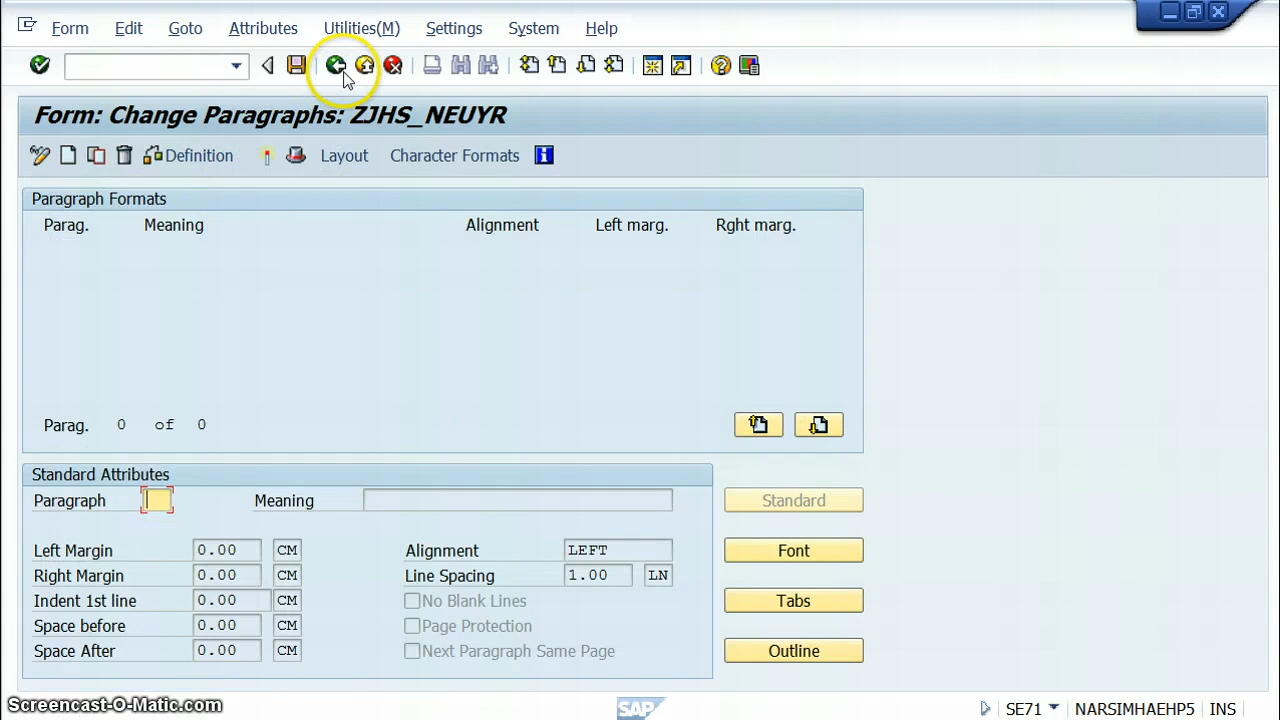 Form Edit Goto Attributes Utilities(M) Settings System Help
Form: Change Paragraphs: ZJHS_NEUYR
Definition Layout Character Formats
Paragraph Formats
Parag. Meaning Alignment Left marg. Rght marg.
Parag. 0 of 0
Standard Attributes
Paragraph Meaning Standard
Left Margin 0.00 CM Alignment LEFT Font
Right Margin 0.00 CM Line Spacing 1.00 LN
Indent 1st line 0.00 CM No Blank Lines Tabs
Space before 0.00 CM Page Protection
Space After 0.00 CM Next Paragraph Same Page Outline
Screencast-O-Matic.com SAP SE71 NARSIMHAEHP5 INS